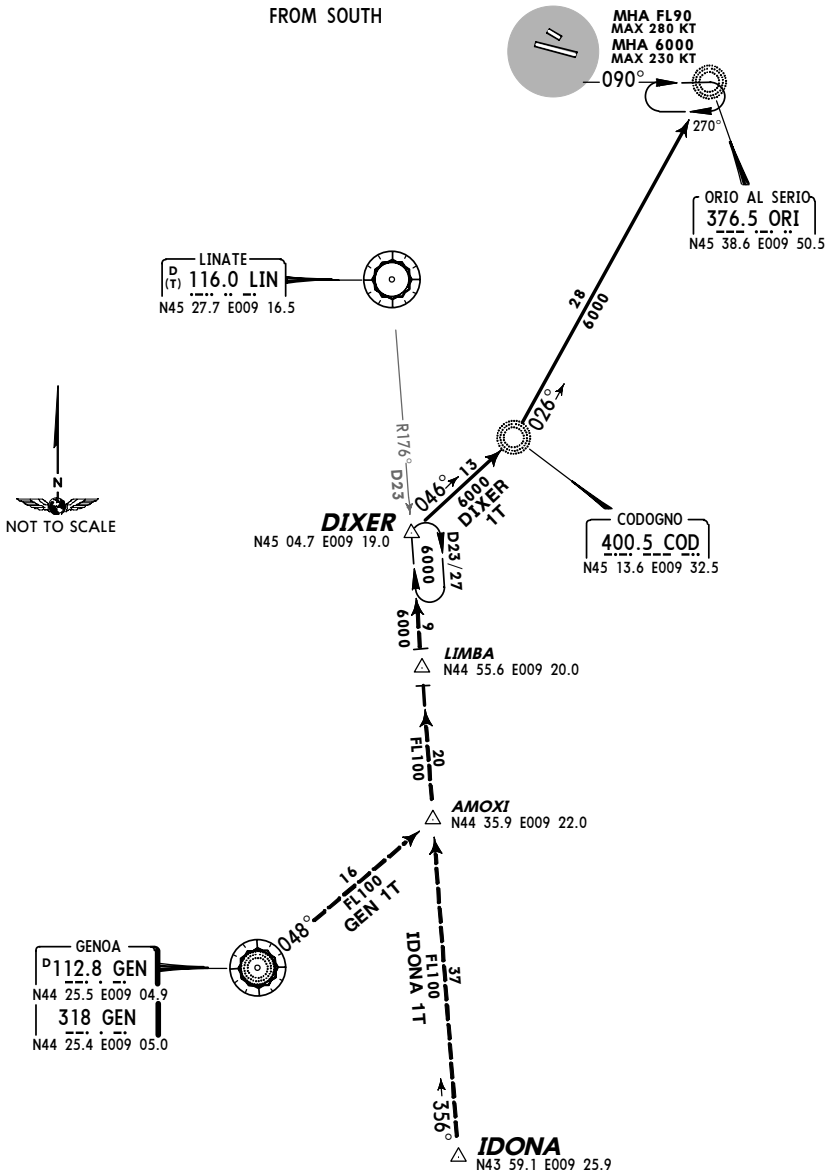 FROM SOUTH
MHA FL90
MAX 280 KT
MHA 6000
MAX 230 KT
090°
270°
ORIO AL SERIO
376.5 ORI
N45 38.6 E009 50.5
LINATE
D
(T) 116.0 LIN
N45 27.7 E009 16.5
28
6000
026°
R176°
D23
N
NOT TO SCALE
046°
13
6000
DIXER
1T
DIXER
N45 04.7 E009 19.0
CODOGNO
400.5 COD
N45 13.6 E009 32.5
6000
D23/27
9
6000
LIMBA
N44 55.6 E009 20.0
20
FL100
AMOXI
N44 35.9 E009 22.0
16
FL100
GEN 1T
048°
GENOA
D 112.8 GEN
N44 25.5 E009 04.9
318 GEN
N44 25.4 E009 05.0
37
FL100
IDONA 1T
356°
IDONA
N43 59.1 E009 25.9